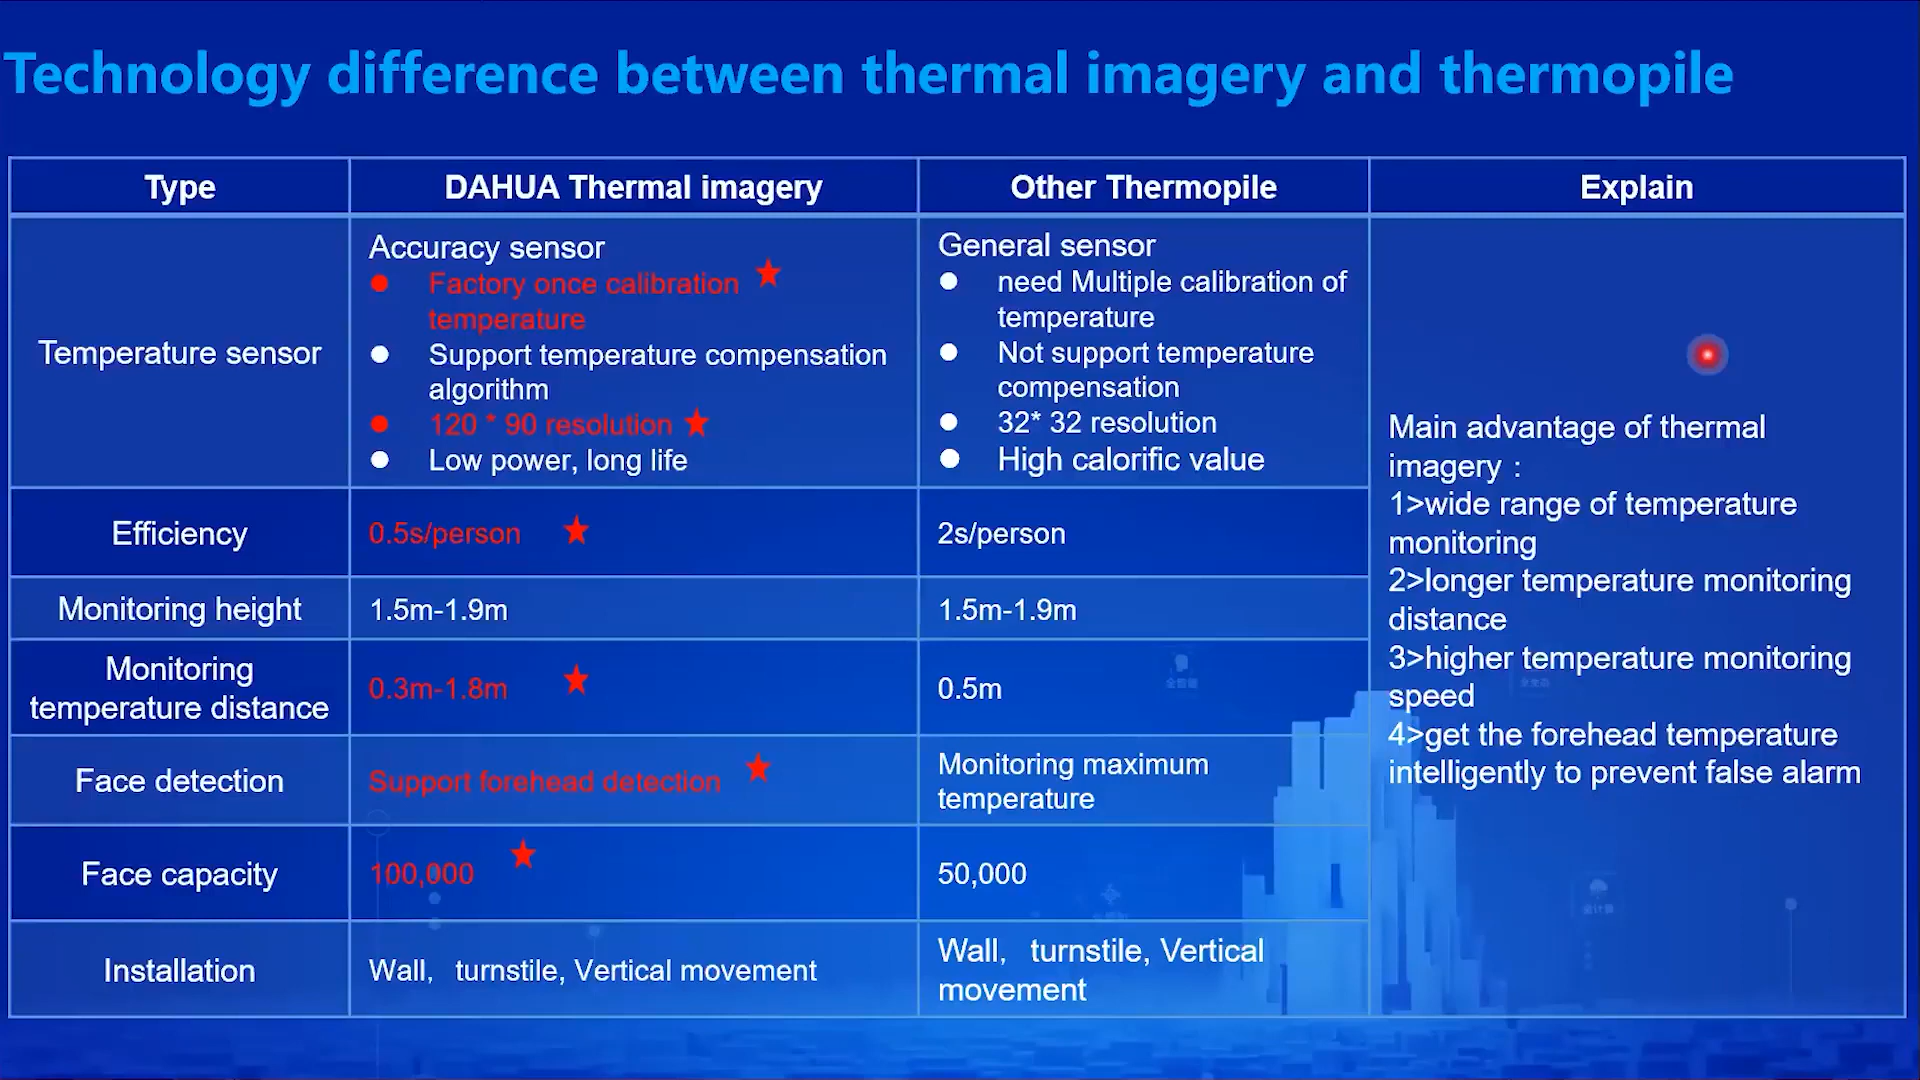 Technology difference between thermal imagery and thermopile
Type
DAHUA Thermal imagery
Other Thermopile
Explain
Temperature sensor
Accuracy sensor
● Factory once calibration ★
temperature
● Support temperature compensation
algorithm
● 120 * 90 resolution ★
● Low power, long life
General sensor
● need Multiple calibration of
temperature
● Not support temperature
compensation
● 32* 32 resolution
● High calorific value
Main advantage of thermal
imagery：
1>wide range of temperature
monitoring
2>longer temperature monitoring
distance
3>higher temperature monitoring
speed
4>get the forehead temperature
intelligently to prevent false alarm
Efficiency
0.5s/person ★
2s/person
Monitoring height
1.5m-1.9m
1.5m-1.9m
Monitoring
temperature distance
0.3m-1.8m ★
0.5m
Face detection
Support forehead detection ★
Monitoring maximum
temperature
Face capacity
100,000 ★
50,000
Installation
Wall， turnstile, Vertical movement
Wall， turnstile, Vertical
movement